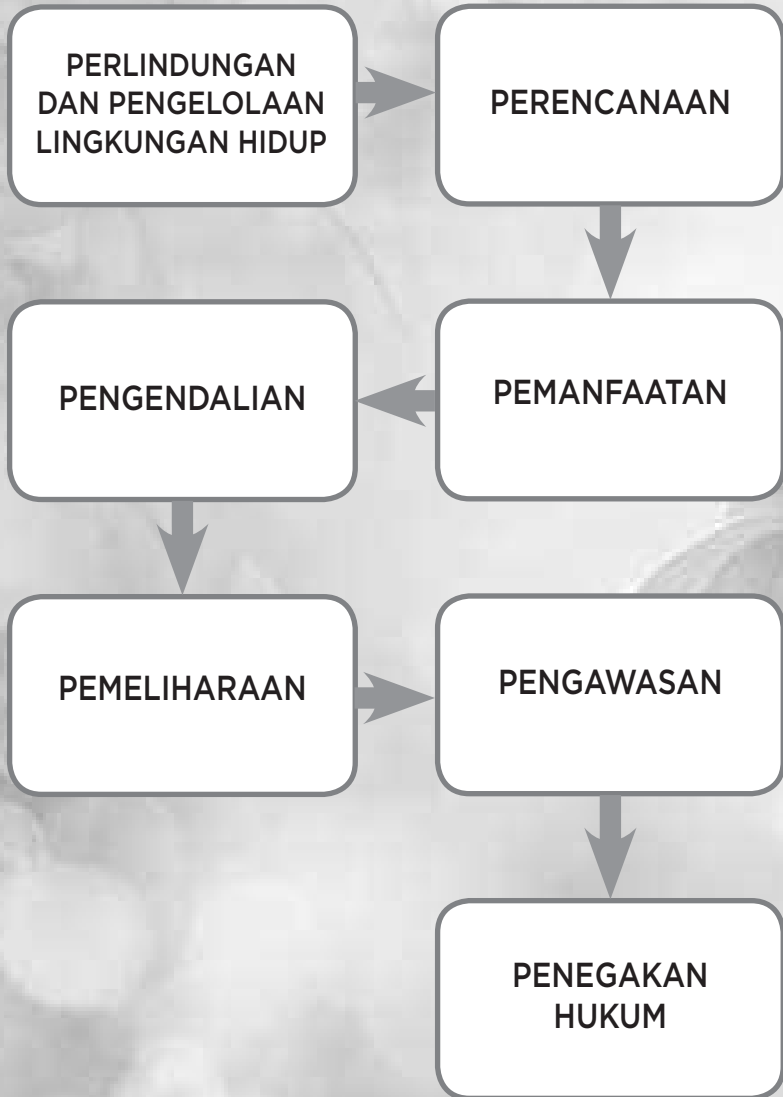 PERLINDUNGAN
DAN PENGELOLAAN
LINGKUNGAN HIDUP
PERENCANAAN
PEMANFAATAN
PENGENDALIAN
PEMELIHARAAN
PENGAWASAN
PENEGAKAN
HUKUM